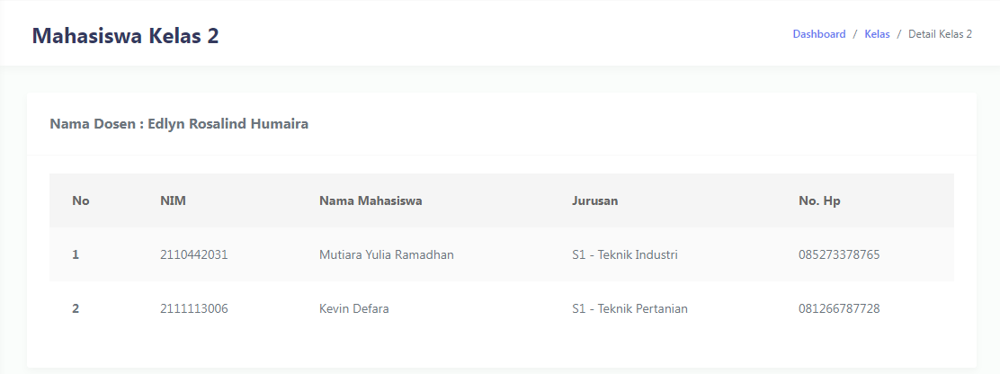 Mahasiswa Kelas 2
Dashboard / Kelas / Detail Kelas 2
Nama Dosen : Edlyn Rosalind Humaira
No NIM Nama Mahasiswa Jurusan No. Hp
1 2110442031 Mutiara Yulia Ramadhan S1 - Teknik Industri 085273378765
2 2111113006 Kevin Defara S1 - Teknik Pertanian 081266787728